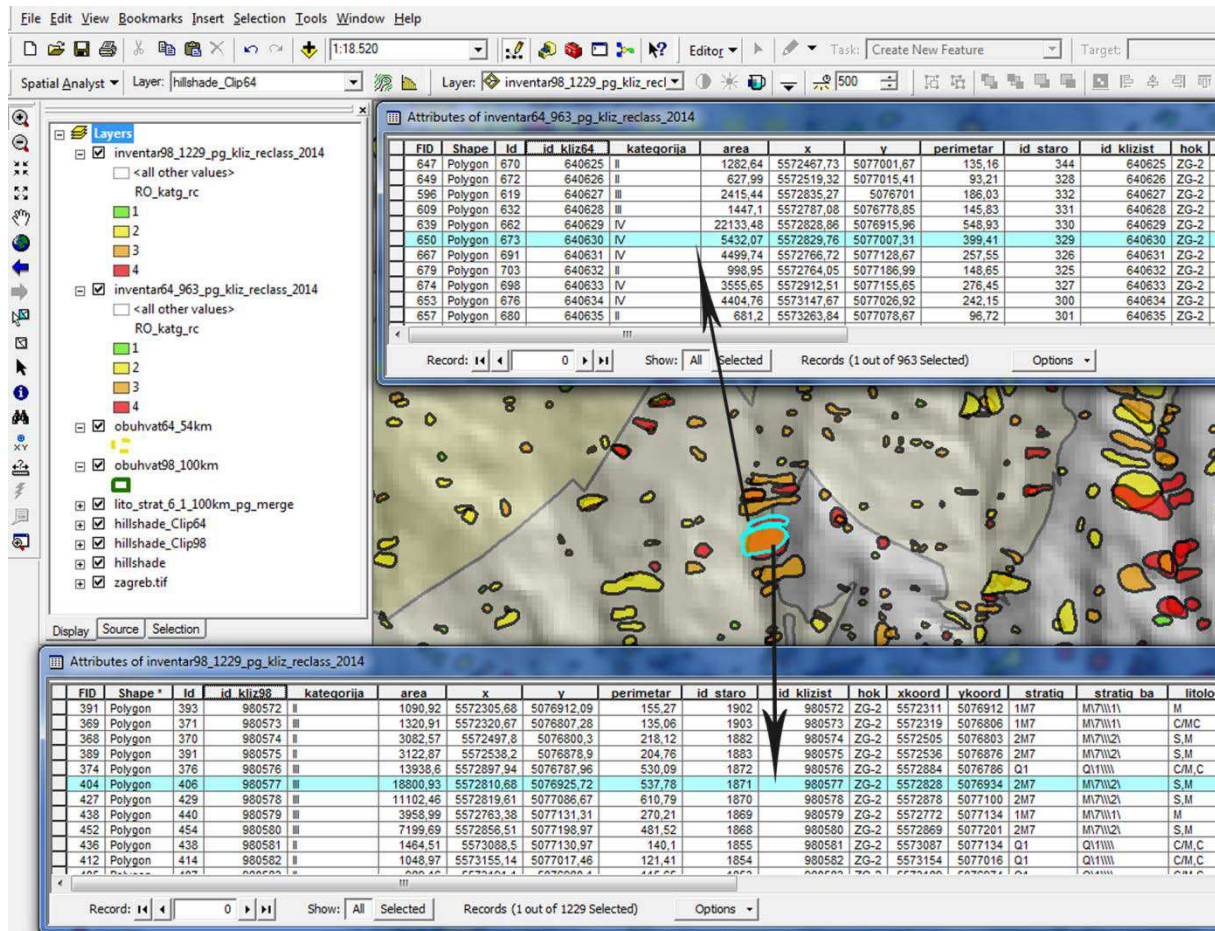 File Edit View Bookmarks Insert Selection Tools Window Help
1:18.520 Editor Task: Create New Feature Target:
Spatial Analyst Layer: hillshade_Clip64 Layer: inventar98_1229_pg_kliz_recl 500
Layers
inventar98_1229_pg_kliz_reclass_2014
<all other values>
RO_katg_rc
1
2
3
4
inventar64_963_pg_kliz_reclass_2014
<all other values>
RO_katg_rc
1
2
3
4
obuhvat64_54km
obuhvat98_100km
lito_strat_6_1_100km_pg_merge
hillshade_Clip64
hillshade_Clip98
hillshade
zagreb.tif
Display Source Selection
Attributes of inventar64_963_pg_kliz_reclass_2014
FID Shape Id id_kliz64 kategorija area x y perimetar id_staro id_klizist hok
647 Polygon 670 640625 II 1282,64 5572467,73 5077001,67 135,16 344 640625 ZG-2
649 Polygon 672 640626 II 627,99 5572519,32 5077015,41 93,21 328 640626 ZG-2
596 Polygon 619 640627 III 2415,44 5572835,27 5076701 186,03 332 640627 ZG-2
609 Polygon 632 640628 III 1447,1 5572787,08 5076778,85 145,83 331 640628 ZG-2
639 Polygon 662 640629 IV 22133,48 5572828,86 5076915,96 548,93 330 640629 ZG-2
650 Polygon 673 640630 IV 5432,07 5572829,76 5077007,31 399,41 329 640630 ZG-2
667 Polygon 691 640631 IV 4499,74 5572766,72 5077128,67 257,55 326 640631 ZG-2
679 Polygon 703 640632 II 998,95 5572764,05 5077186,99 148,65 325 640632 ZG-2
674 Polygon 698 640633 IV 3555,65 5572912,51 5077155,65 276,45 327 640633 ZG-2
653 Polygon 676 640634 IV 4404,76 5573147,67 5077026,92 242,15 300 640634 ZG-2
657 Polygon 680 640635 II 681,2 5573263,84 5077078,67 96,72 301 640635 ZG-2
Record: 0 Show: All Selected Records (1 out of 963 Selected) Options
Attributes of inventar98_1229_pg_kliz_reclass_2014
FID Shape * Id id_kliz98 kategorija area x y perimetar id_staro id_klizist hok xkoord ykoord stratig stratig_ba litolo
391 Polygon 393 980572 II 1090,92 5572305,68 5076912,09 155,27 1902 980572 ZG-2 5572311 5076912 1M7 M\7\\\1\ M
369 Polygon 371 980573 III 1320,91 5572320,67 5076807,28 135,06 1903 980573 ZG-2 5572319 5076806 1M7 M\7\\\1\ C/MC
368 Polygon 370 980574 II 3082,57 5572497,8 5076800,3 218,12 1882 980574 ZG-2 5572505 5076803 2M7 M\7\\\2\ S,M
389 Polygon 391 980575 II 3122,87 5572538,2 5076878,9 204,76 1883 980575 ZG-2 5572536 5076876 2M7 M\7\\\2\ S,M
374 Polygon 376 980576 III 13938,6 5572897,94 5076787,96 530,09 1872 980576 ZG-2 5572884 5076786 Q1 Q\1\\\\ C/M,C
404 Polygon 406 980577 III 18800,93 5572810,68 5076925,72 537,78 1871 980577 ZG-2 5572828 5076934 2M7 M\7\\\2\ S,M
427 Polygon 429 980578 III 11102,46 5572819,61 5077086,67 610,79 1870 980578 ZG-2 5572878 5077100 2M7 M\7\\\2\ S,M
438 Polygon 440 980579 III 3958,99 5572763,38 5077131,31 270,21 1869 980579 ZG-2 5572772 5077134 1M7 M\7\\\1\ M
452 Polygon 454 980580 III 7199,69 5572856,51 5077198,97 481,52 1868 980580 ZG-2 5572869 5077201 2M7 M\7\\\2\ S,M
436 Polygon 438 980581 II 1464,51 5573088,5 5077130,97 140,1 1855 980581 ZG-2 5573087 5077134 Q1 Q\1\\\\ C/M,C
412 Polygon 414 980582 II 1048,97 5573155,14 5077017,46 121,41 1854 980582 ZG-2 5573154 5077016 Q1 Q\1\\\\ C/M,C
Record: 0 Show: All Selected Records (1 out of 1229 Selected) Options